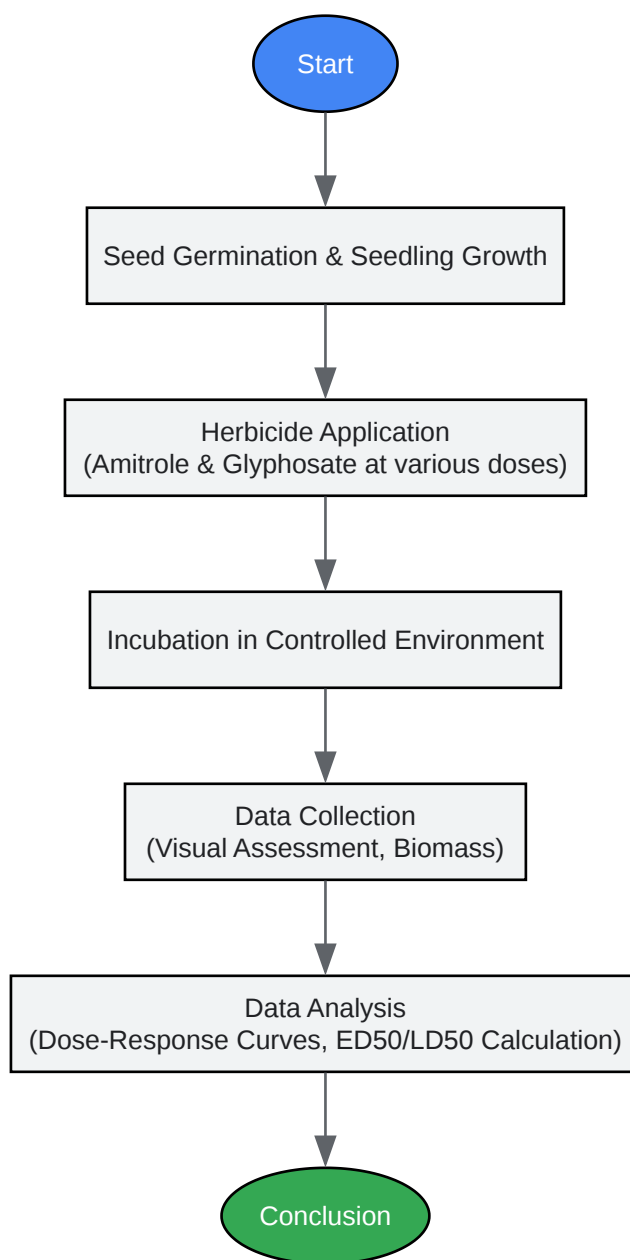 Start
Seed Germination & Seedling Growth
Herbicide Application
(Amitrole & Glyphosate at various doses)
Incubation in Controlled Environment
Data Collection
(Visual Assessment, Biomass)
Data Analysis
(Dose-Response Curves, ED50/LD50 Calculation)
Conclusion